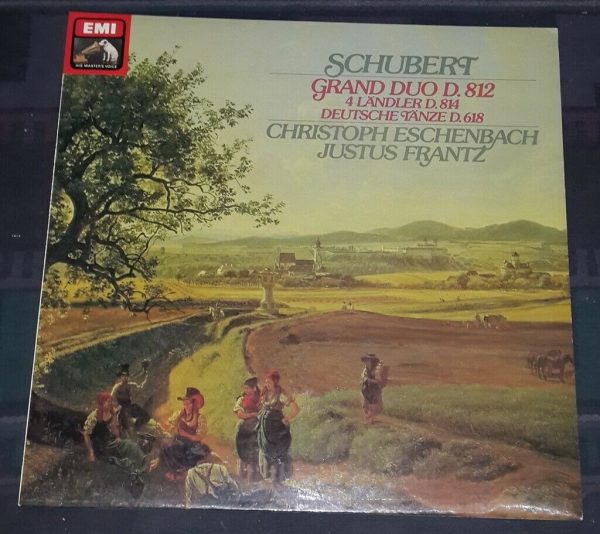 EMI
HIS MASTER'S VOICE
SCHUBERT
GRAND DUO D. 812
4 LÄNDLER D. 814
DEUTSCHE TÄNZE D. 618
CHRISTOPH ESCHENBACH
JUSTUS FRANTZ